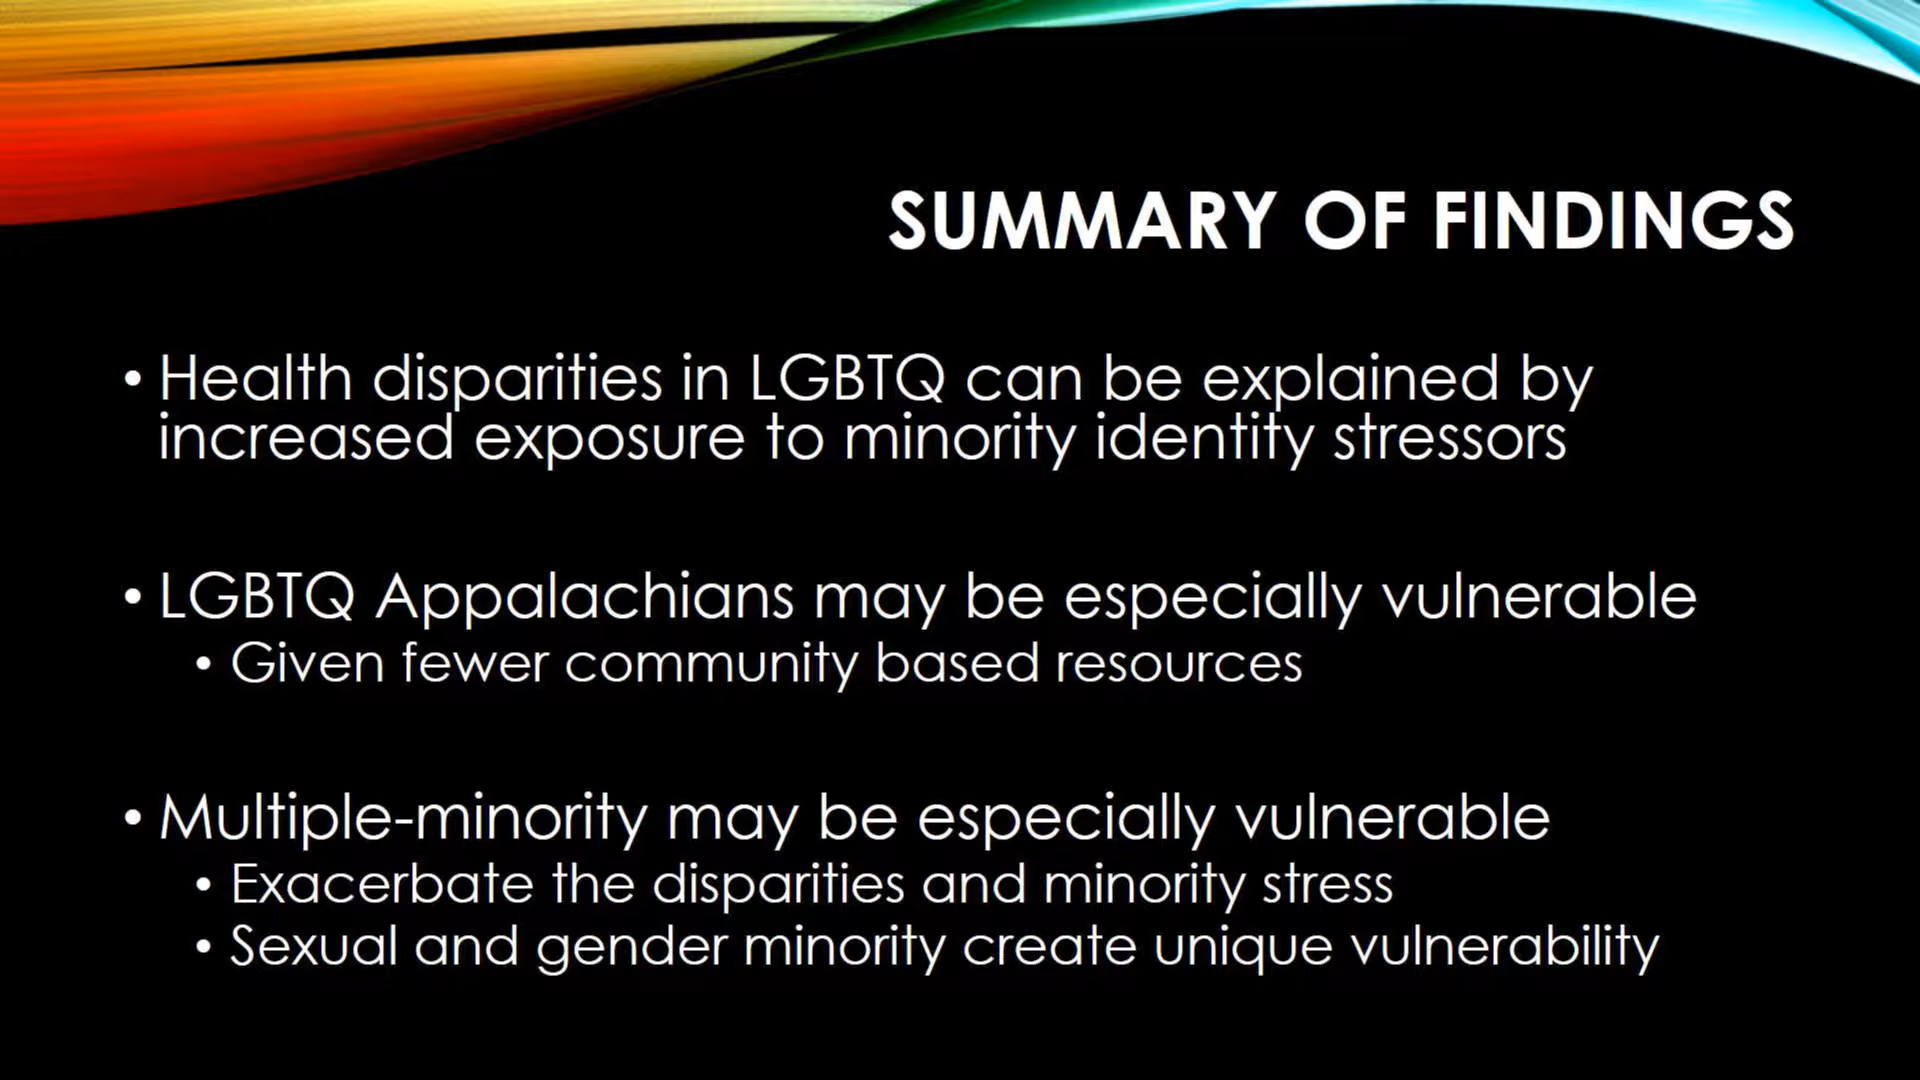 SUMMARY OF FINDINGS
• Health disparities in LGBTQ can be explained by
increased exposure to minority identity stressors
• LGBTQ Appalachians may be especially vulnerable
• Given fewer community based resources
• Multiple-minority may be especially vulnerable
• Exacerbate the disparities and minority stress
• Sexual and gender minority create unique vulnerability